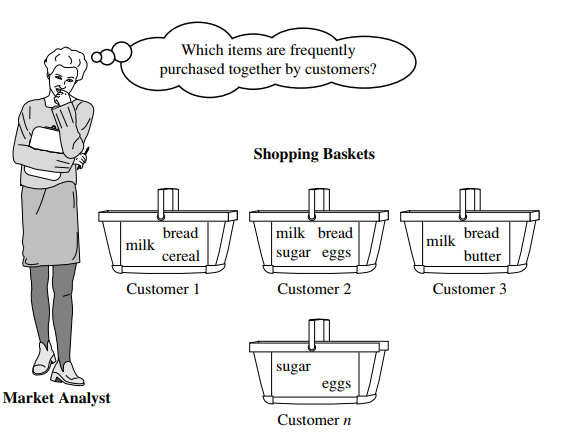 Which items are frequently
purchased together by customers?
Shopping Baskets
milk bread
cereal
Customer 1
milk bread
sugar eggs
Customer 2
milk bread
butter
Customer 3
sugar
eggs
Customer n
Market Analyst